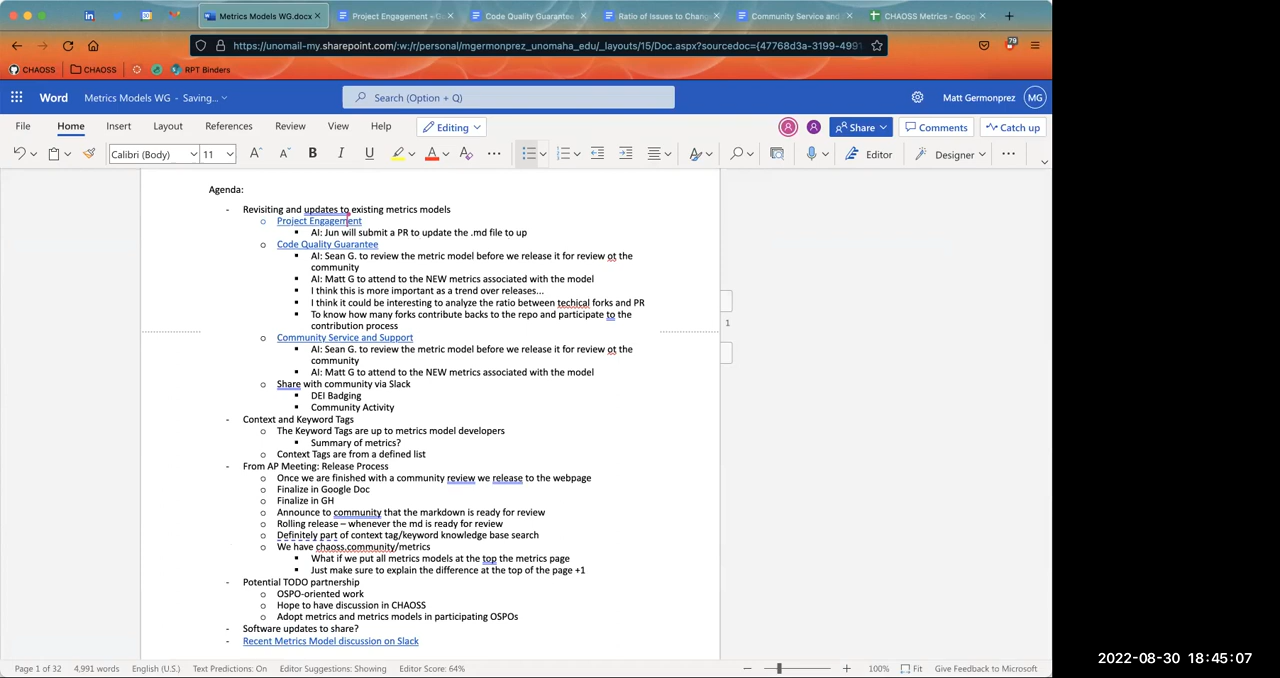 Metrics Models WG.docx
Project Engagement - G
Code Quality Guarantee
Ratio of Issues to Chang
Community Service and
CHAOSS Metrics - Goog
https://unomail-my.sharepoint.com/:w:/r/personal/mgermonprez_unomaha_edu/_layouts/15/Doc.aspx?sourcedoc={47768d3a-3199-4991
79
CHAOSS
CHAOSS
RPT Binders
Word
Metrics Models WG - Saving...
Search (Option + Q)
Matt Germonprez
MG
File
Home
Insert
Layout
References
Review
View
Help
Editing
Share
Comments
Catch up
Calibri (Body)
11
B
I
U
Editor
Designer
Agenda:
- Revisiting and updates to existing metrics models
o Project Engagement
▪ AI: Jun will submit a PR to update the .md file to up
o Code Quality Guarantee
▪ AI: Sean G. to review the metric model before we release it for review ot the
community
▪ AI: Matt G to attend to the NEW metrics associated with the model
▪ I think this is more important as a trend over releases...
▪ I think it could be interesting to analyze the ratio between techical forks and PR
▪ To know how many forks contribute backs to the repo and participate to the
contribution process
o Community Service and Support
▪ AI: Sean G. to review the metric model before we release it for review ot the
community
▪ AI: Matt G to attend to the NEW metrics associated with the model
o Share with community via Slack
▪ DEI Badging
▪ Community Activity
- Context and Keyword Tags
o The Keyword Tags are up to metrics model developers
▪ Summary of metrics?
o Context Tags are from a defined list
- From AP Meeting: Release Process
o Once we are finished with a community review we release to the webpage
o Finalize in Google Doc
o Finalize in GH
o Announce to community that the markdown is ready for review
o Rolling release – whenever the md is ready for review
o Definitely part of context tag/keyword knowledge base search
o We have chaoss.community/metrics
▪ What if we put all metrics models at the top the metrics page
▪ Just make sure to explain the difference at the top of the page +1
- Potential TODO partnership
o OSPO-oriented work
o Hope to have discussion in CHAOSS
o Adopt metrics and metrics models in participating OSPOs
- Software updates to share?
- Recent Metrics Model discussion on Slack
1
Page 1 of 32
4,991 words
English (U.S.)
Text Predictions: On
Editor Suggestions: Showing
Editor Score: 64%
100%
Fit
Give Feedback to Microsoft
2022-08-30 18:45:07